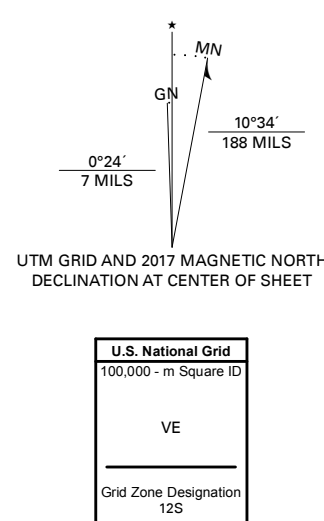 ★
MN
GN
10°34´
188 MILS
0°24´
7 MILS
UTM GRID AND 2017 MAGNETIC NORTH
DECLINATION AT CENTER OF SHEET
U.S. National Grid
100,000 - m Square ID
VE
Grid Zone Designation
12S